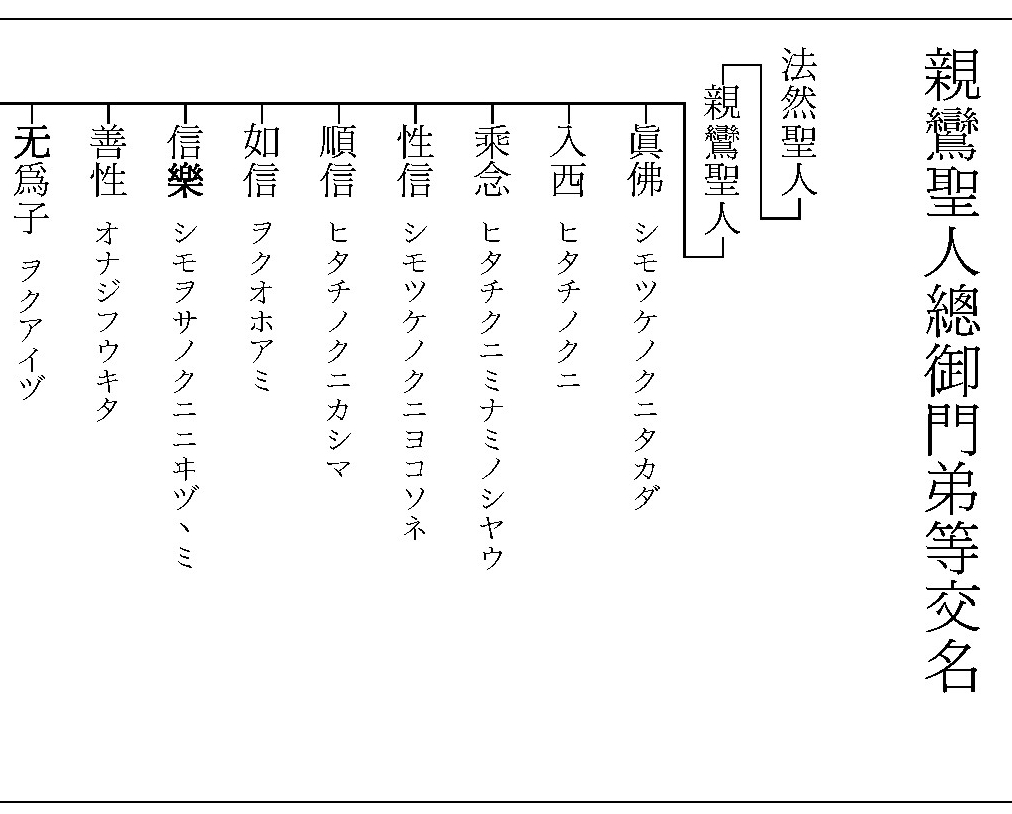 親鸞聖人總御門弟等交名
法然聖人
親鸞聖人
眞佛 シモツケノクニタカダ
入西 ヒタチノクニ
乘念 ヒタチクニミナミノシヤウ
性信 シモツケノクニヨコソネ
順信 ヒタチノクニカシマ
如信 ヲクオホアミ
信樂 シモヲサノクニニヰヅヽミ
善性 オナジフウキタ
无爲子 ヲクアイヅ